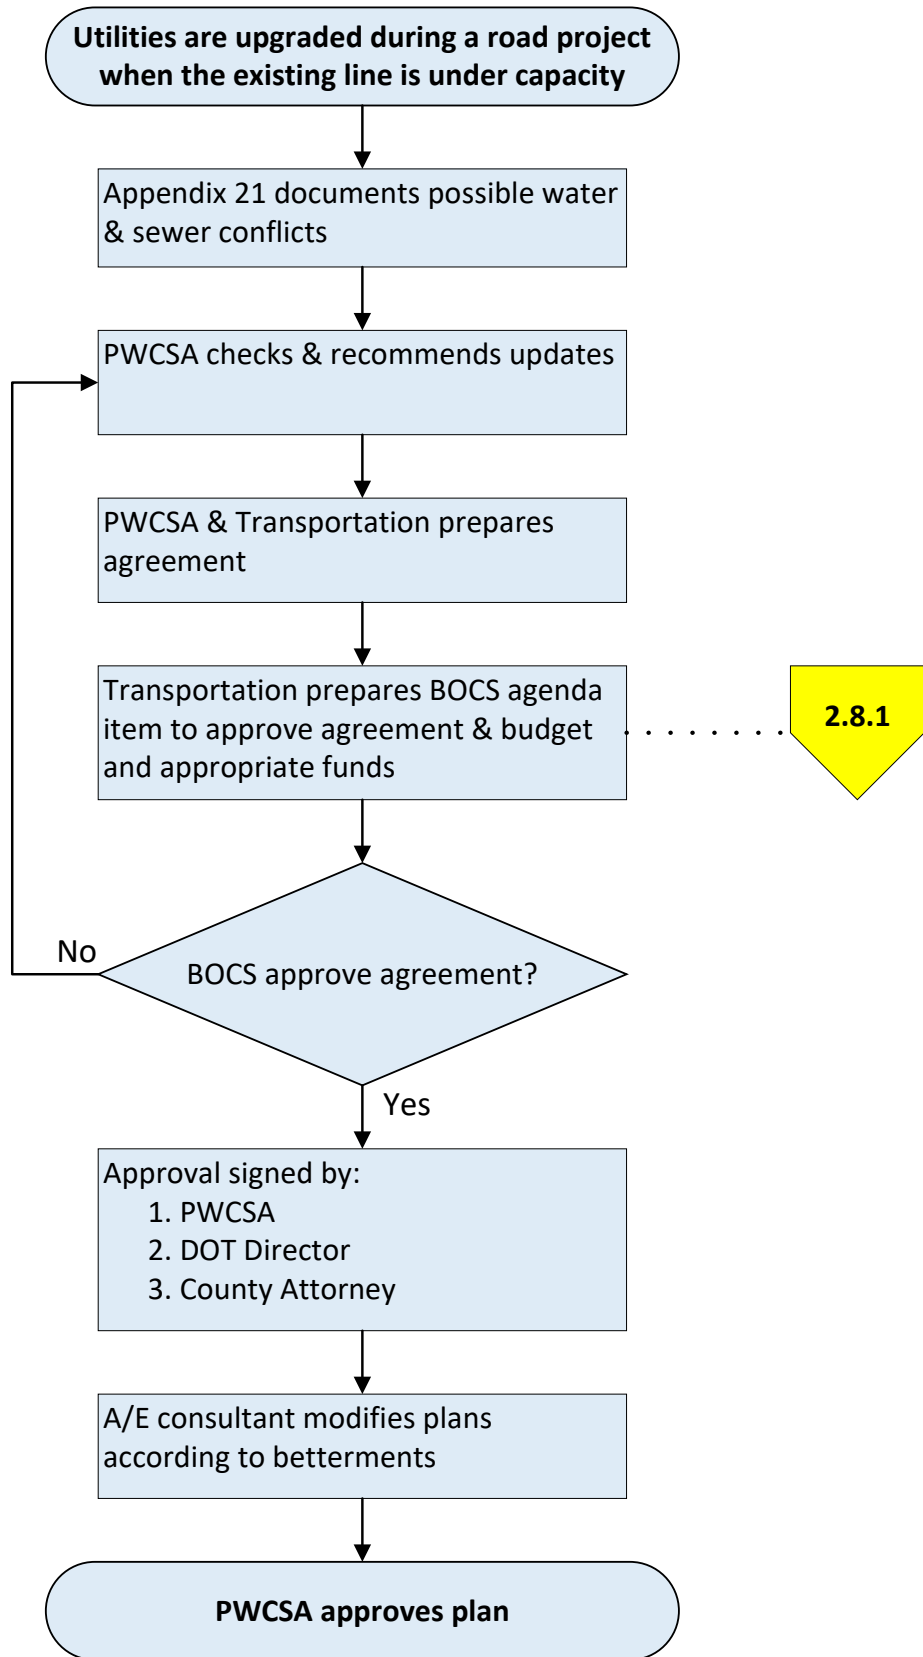 Utilities are upgraded during a road project
when the existing line is under capacity
Appendix 21 documents possible water
& sewer conflicts
PWCSA checks & recommends updates
PWCSA & Transportation prepares
agreement
Transportation prepares BOCS agenda
item to approve agreement & budget
and appropriate funds
2.8.1
BOCS approve agreement?
No
Yes
Approval signed by:
1. PWCSA
2. DOT Director
3. County Attorney
A/E consultant modifies plans
according to betterments
PWCSA approves plan